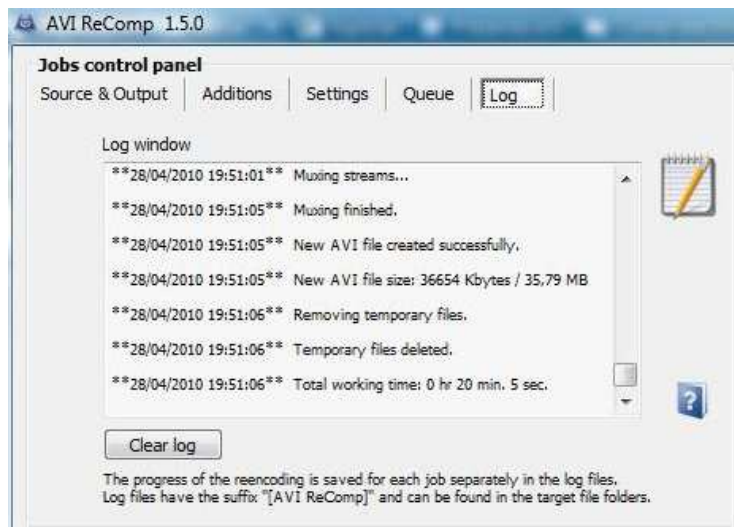 AVI ReComp 1.5.0
Jobs control panel
Source & Output Additions Settings Queue Log
Log window
**28/04/2010 19:51:01** Muxing streams...
**28/04/2010 19:51:05** Muxing finished.
**28/04/2010 19:51:05** New AVI file created successfully.
**28/04/2010 19:51:05** New AVI file size: 36654 Kbytes / 35,79 MB
**28/04/2010 19:51:06** Removing temporary files.
**28/04/2010 19:51:06** Temporary files deleted.
**28/04/2010 19:51:06** Total working time: 0 hr 20 min. 5 sec.
Clear log
The progress of the reencoding is saved for each job separately in the log files.
Log files have the suffix "[AVI ReComp]" and can be found in the target file folders.